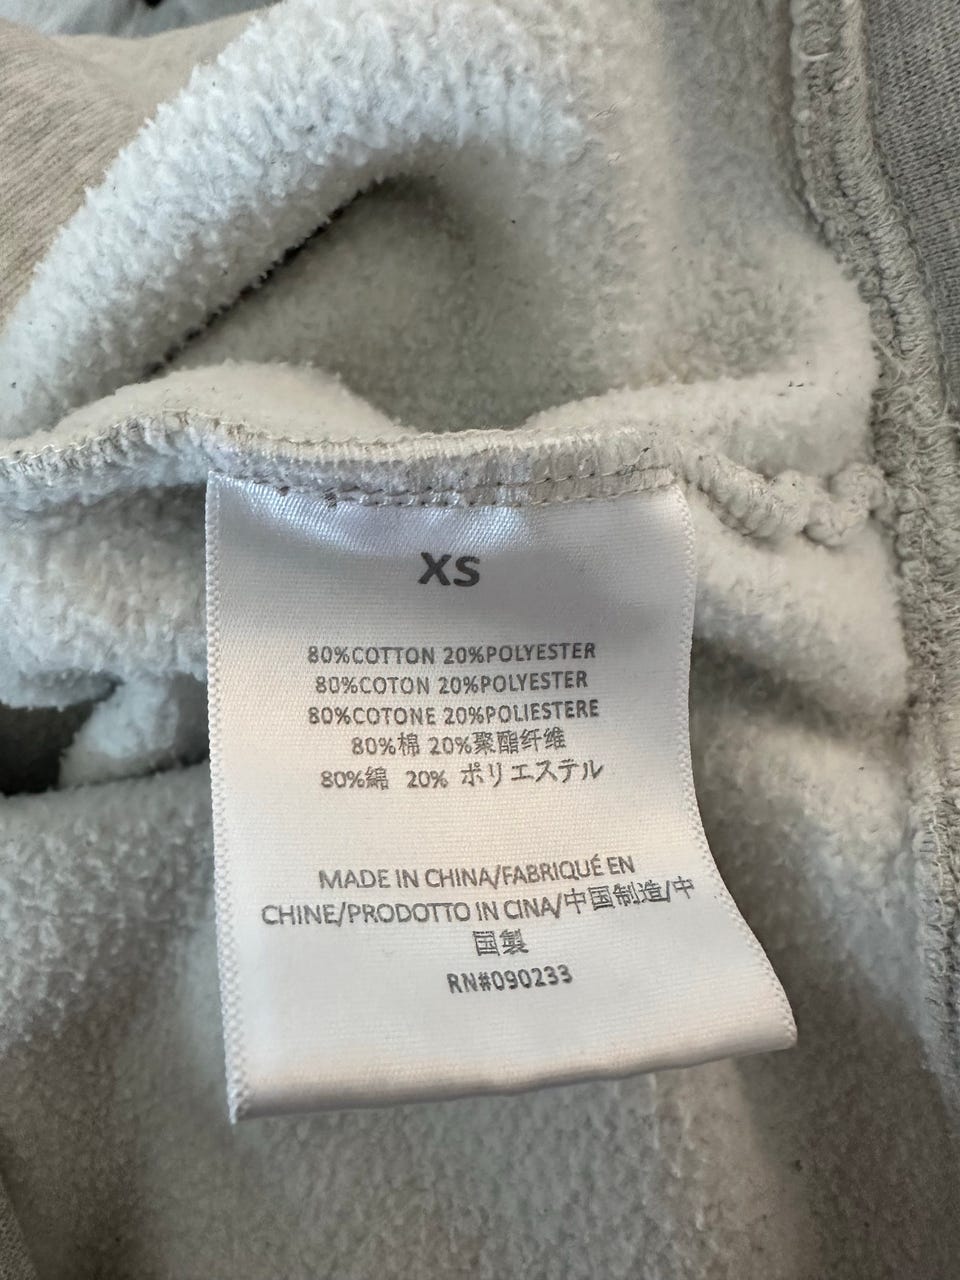 XS
80%COTTON 20%POLYESTER
80%COTON 20%POLYESTER
80%COTONE 20%POLIESTERE
80%棉 20%聚酯纤维
80%綿 20% ポリエステル
MADE IN CHINA/FABRIQUÉ EN
CHINE/PRODOTTO IN CINA/中国制造/中
国製
RN#090233